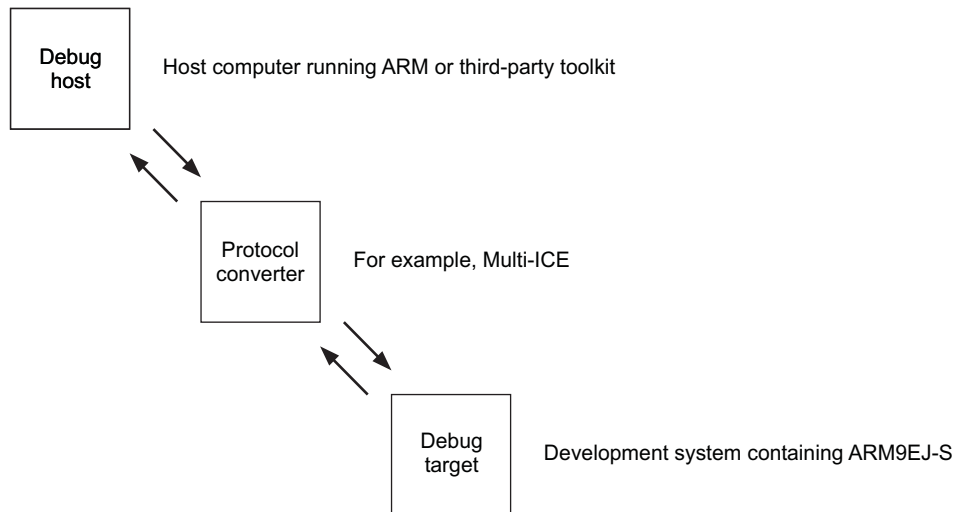 Debug
host
Host computer running ARM or third-party toolkit
Protocol
converter
For example, Multi-ICE
Debug
target
Development system containing ARM9EJ-S